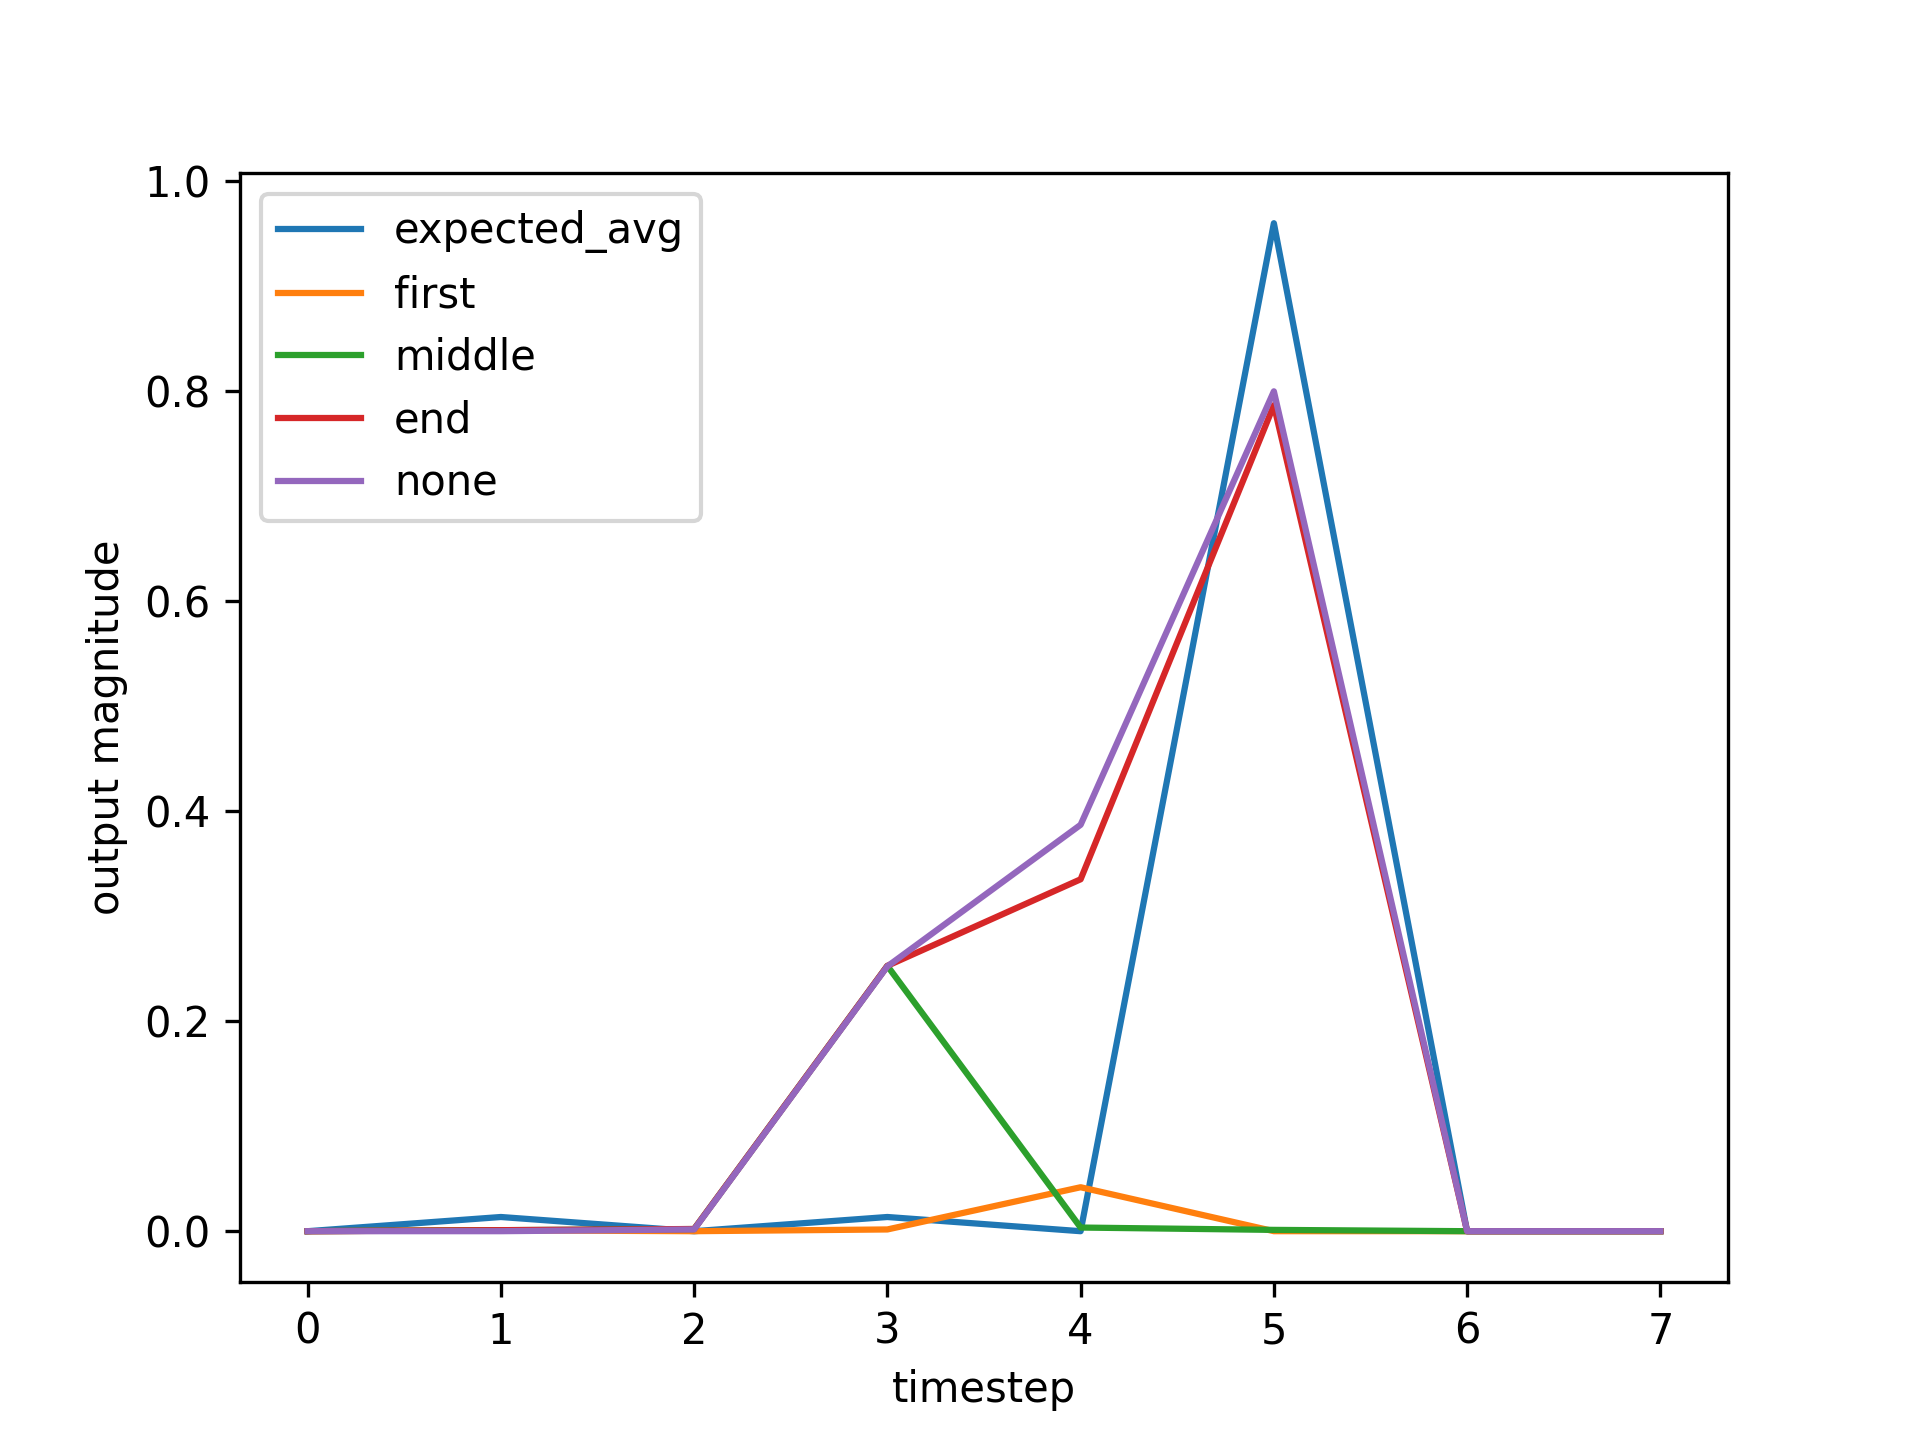 1.0
0.8
0.6
0.4
0.2
0.0
output magnitude
expected_avg
first
middle
end
none
0 1 2 3 4 5 6 7
timestep